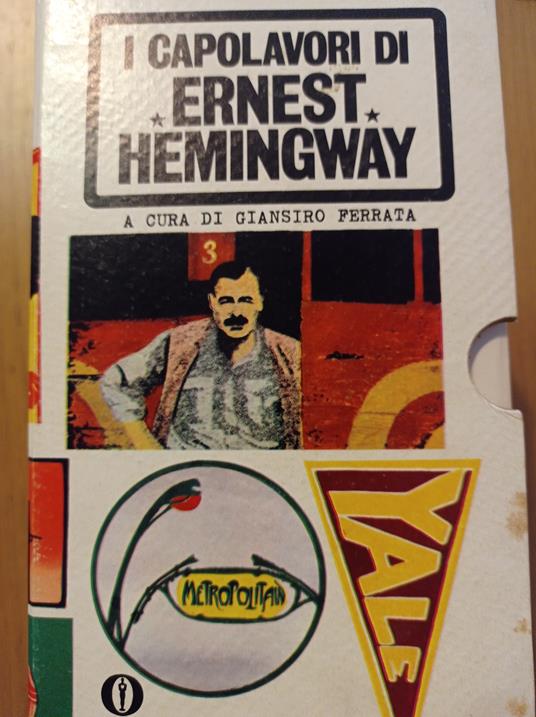 I CAPOLAVORI DI
ERNEST
HEMINGWAY
A CURA DI GIANSIRO FERRATA
3
METROPOLITAIN
YALE